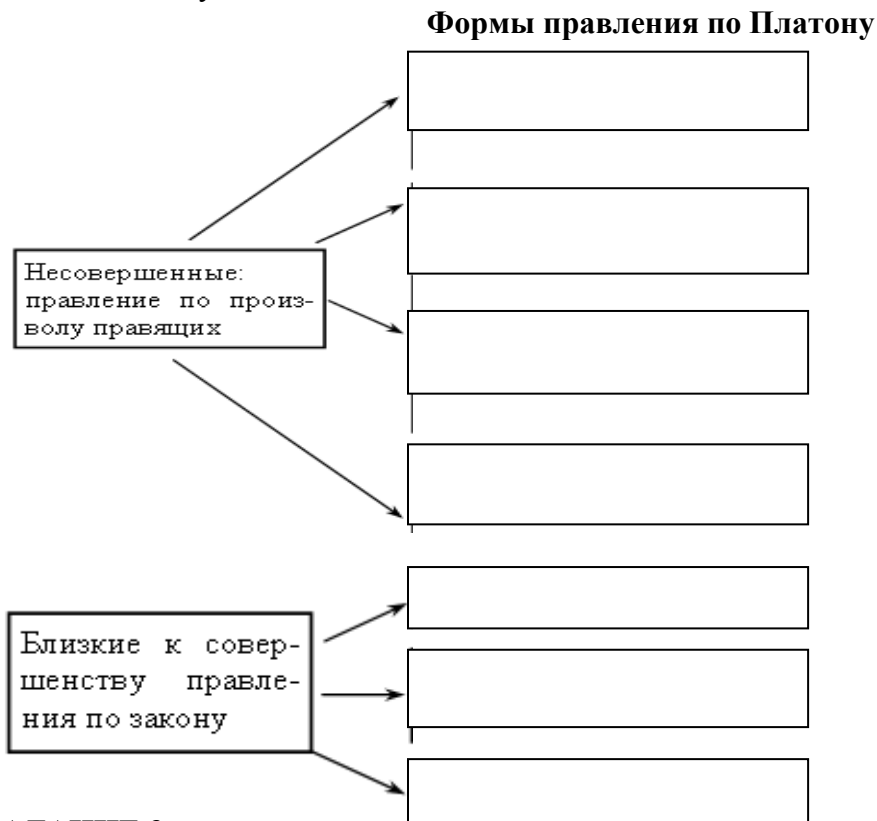 Формы правления по Платону
Несовершенные:
правление по произ-
волу правящих
Близкие к совер-
шенству правле-
ния по закону